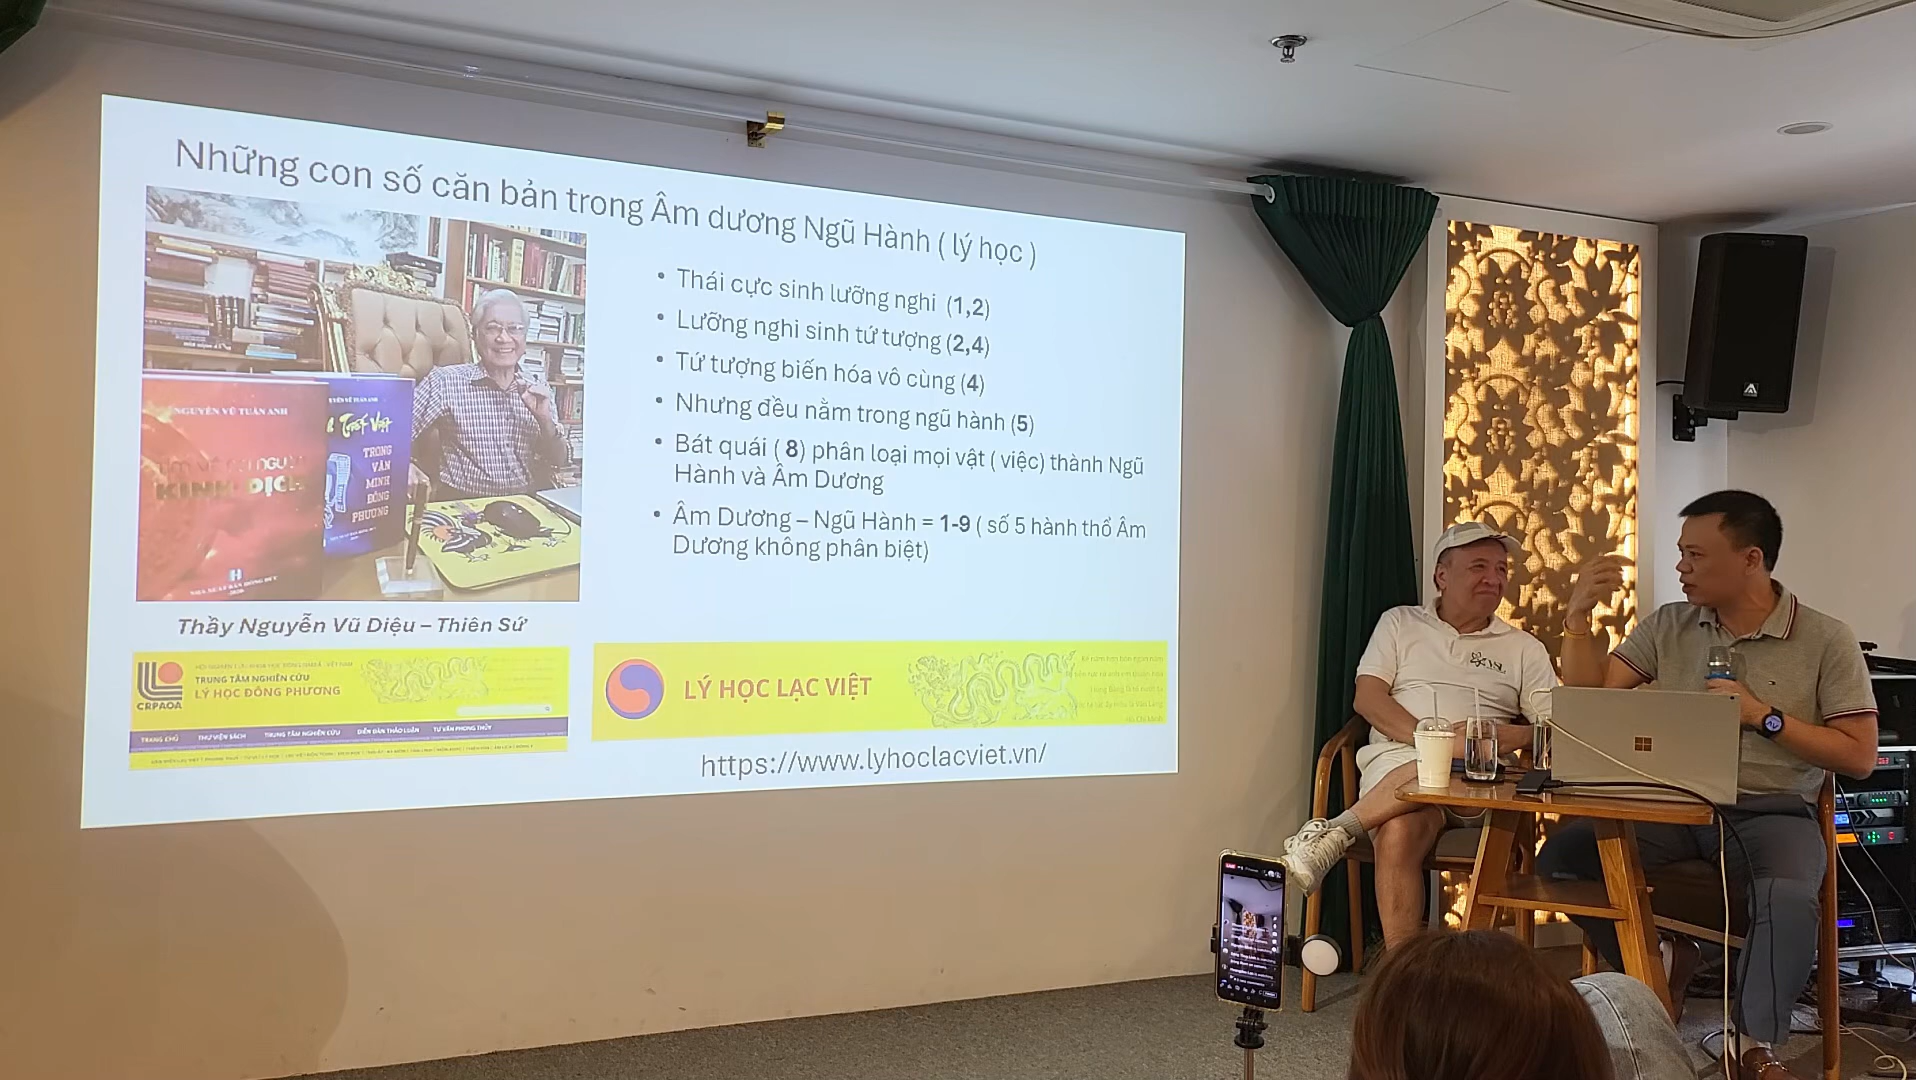 Những con số căn bản trong Âm dương Ngũ Hành ( lý học )
• Thái cực sinh lưỡng nghi (1,2)
• Lưỡng nghi sinh tứ tượng (2,4)
• Tứ tượng biến hóa vô cùng (4)
• Nhưng đều nằm trong ngũ hành (5)
• Bát quái ( 8) phân loại mọi vật ( việc) thành Ngũ
Hành và Âm Dương
• Âm Dương – Ngũ Hành = 1-9 ( số 5 hành thổ Âm
Dương không phân biệt)
NGUYỄN VŨ TUẤN ANH
KINH DỊCH
TRONG
VĂN
MINH
ĐÔNG
PHƯƠNG
Thầy Nguyễn Vũ Diệu – Thiên Sứ
CRPAOA
TRUNG TÂM NGHIÊN CỨU
LÝ HỌC ĐÔNG PHƯƠNG
TRANG CHỦ THƯ VIỆN SÁCH TRUNG TÂM NGHIÊN CỨU DIỄN ĐÀN THẢO LUẬN TƯ VẤN PHONG THỦY
LÝ HỌC LẠC VIỆT
https://www.lyhoclacviet.vn/